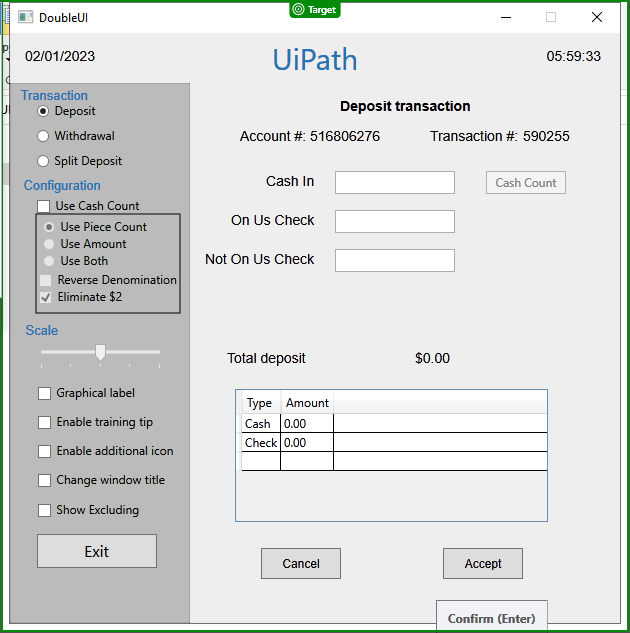 Target
DoubleUI
02/01/2023
UiPath
05:59:33
Transaction
Deposit
Withdrawal
Split Deposit
Configuration
Use Cash Count
Use Piece Count
Use Amount
Use Both
Reverse Denomination
Eliminate $2
Scale
Graphical label
Enable training tip
Enable additional icon
Change window title
Show Excluding
Exit
Deposit transaction
Account #: 516806276 Transaction #: 590255
Cash In Cash Count
On Us Check
Not On Us Check
Total deposit $0.00
Type Amount
Cash 0.00
Check 0.00
Cancel Accept
Confirm (Enter)